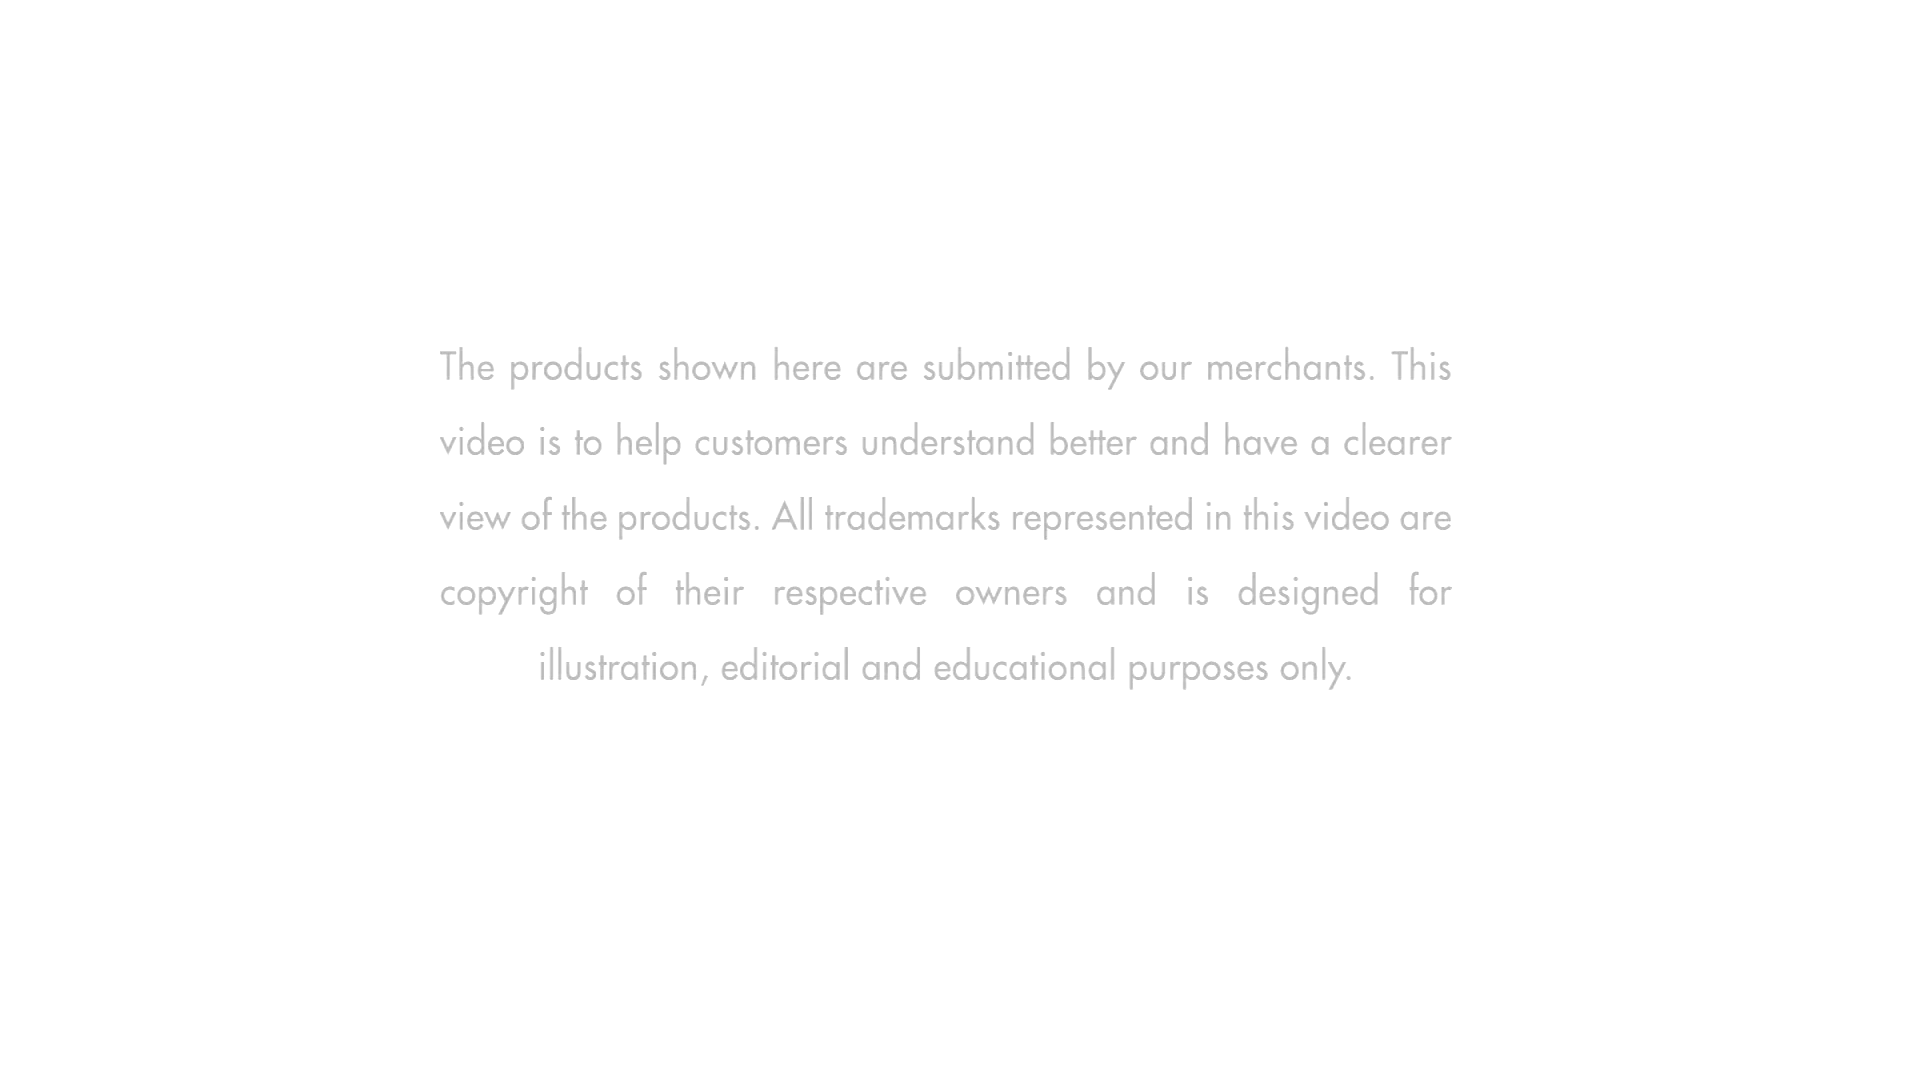 The products shown here are submitted by our merchants. This
video is to help customers understand better and have a clearer
view of the products. All trademarks represented in this video are
copyright of their respective owners and is designed for
illustration, editorial and educational purposes only.